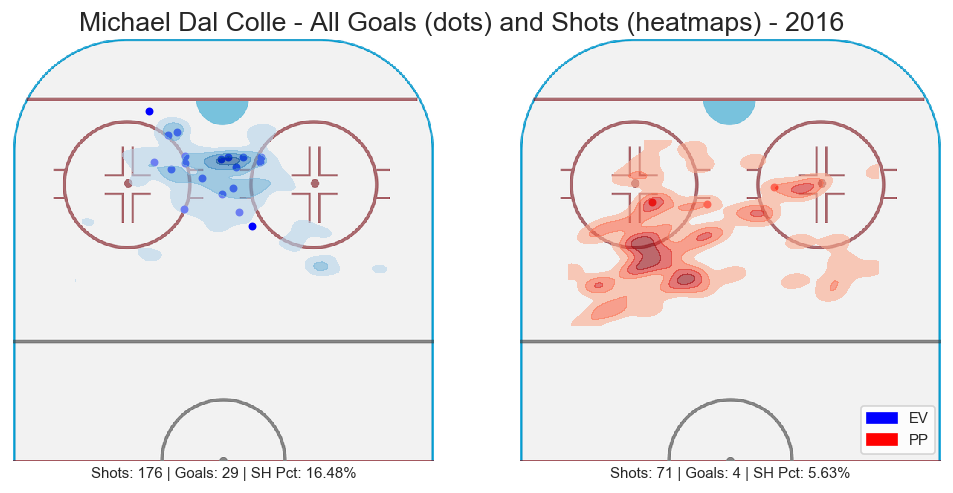 Michael Dal Colle - All Goals (dots) and Shots (heatmaps) - 2016
EV
PP
Shots: 176 | Goals: 29 | SH Pct: 16.48%
Shots: 71 | Goals: 4 | SH Pct: 5.63%